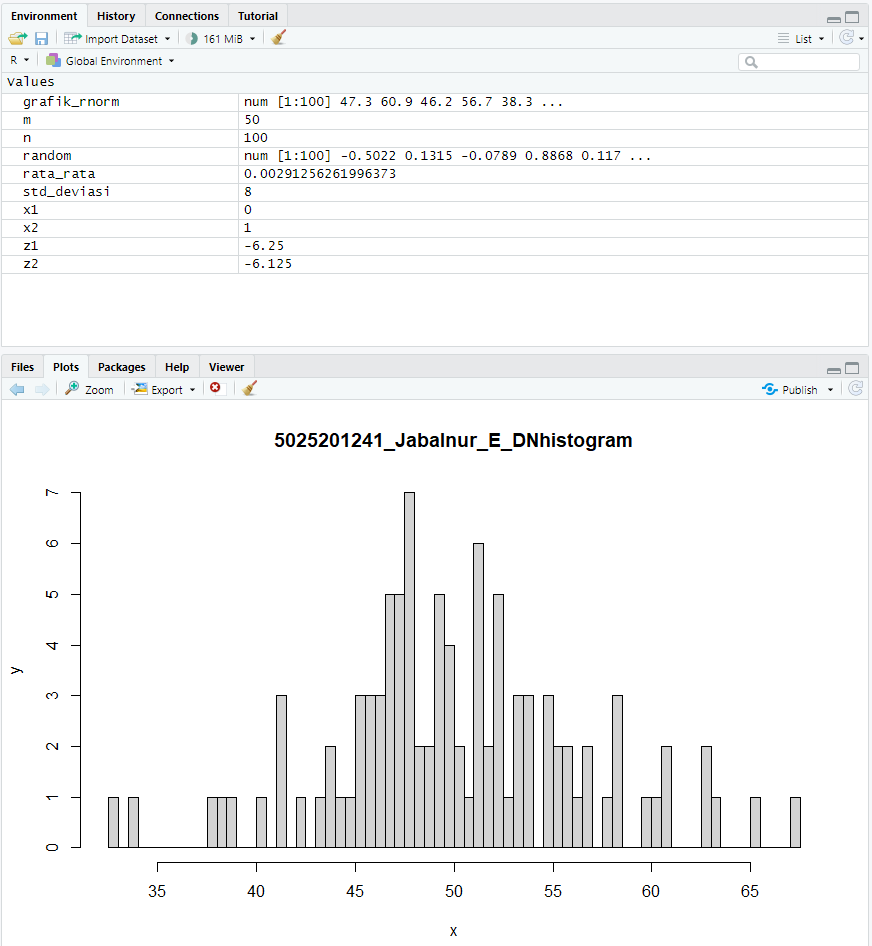 Environment History Connections Tutorial
Import Dataset 161 MiB List
R Global Environment
Values
grafik_rnorm num [1:100] 47.3 60.9 46.2 56.7 38.3 ...
m 50
n 100
random num [1:100] -0.5022 0.1315 -0.0789 0.8868 0.117 ...
rata_rata 0.00291256261996373
std_deviasi 8
x1 0
x2 1
z1 -6.25
z2 -6.125
Files Plots Packages Help Viewer
Zoom Export Publish
5025201241_Jabalnur_E_DNhistogram
7
6
5
4
3
2
1
0
y
35 40 45 50 55 60 65
x